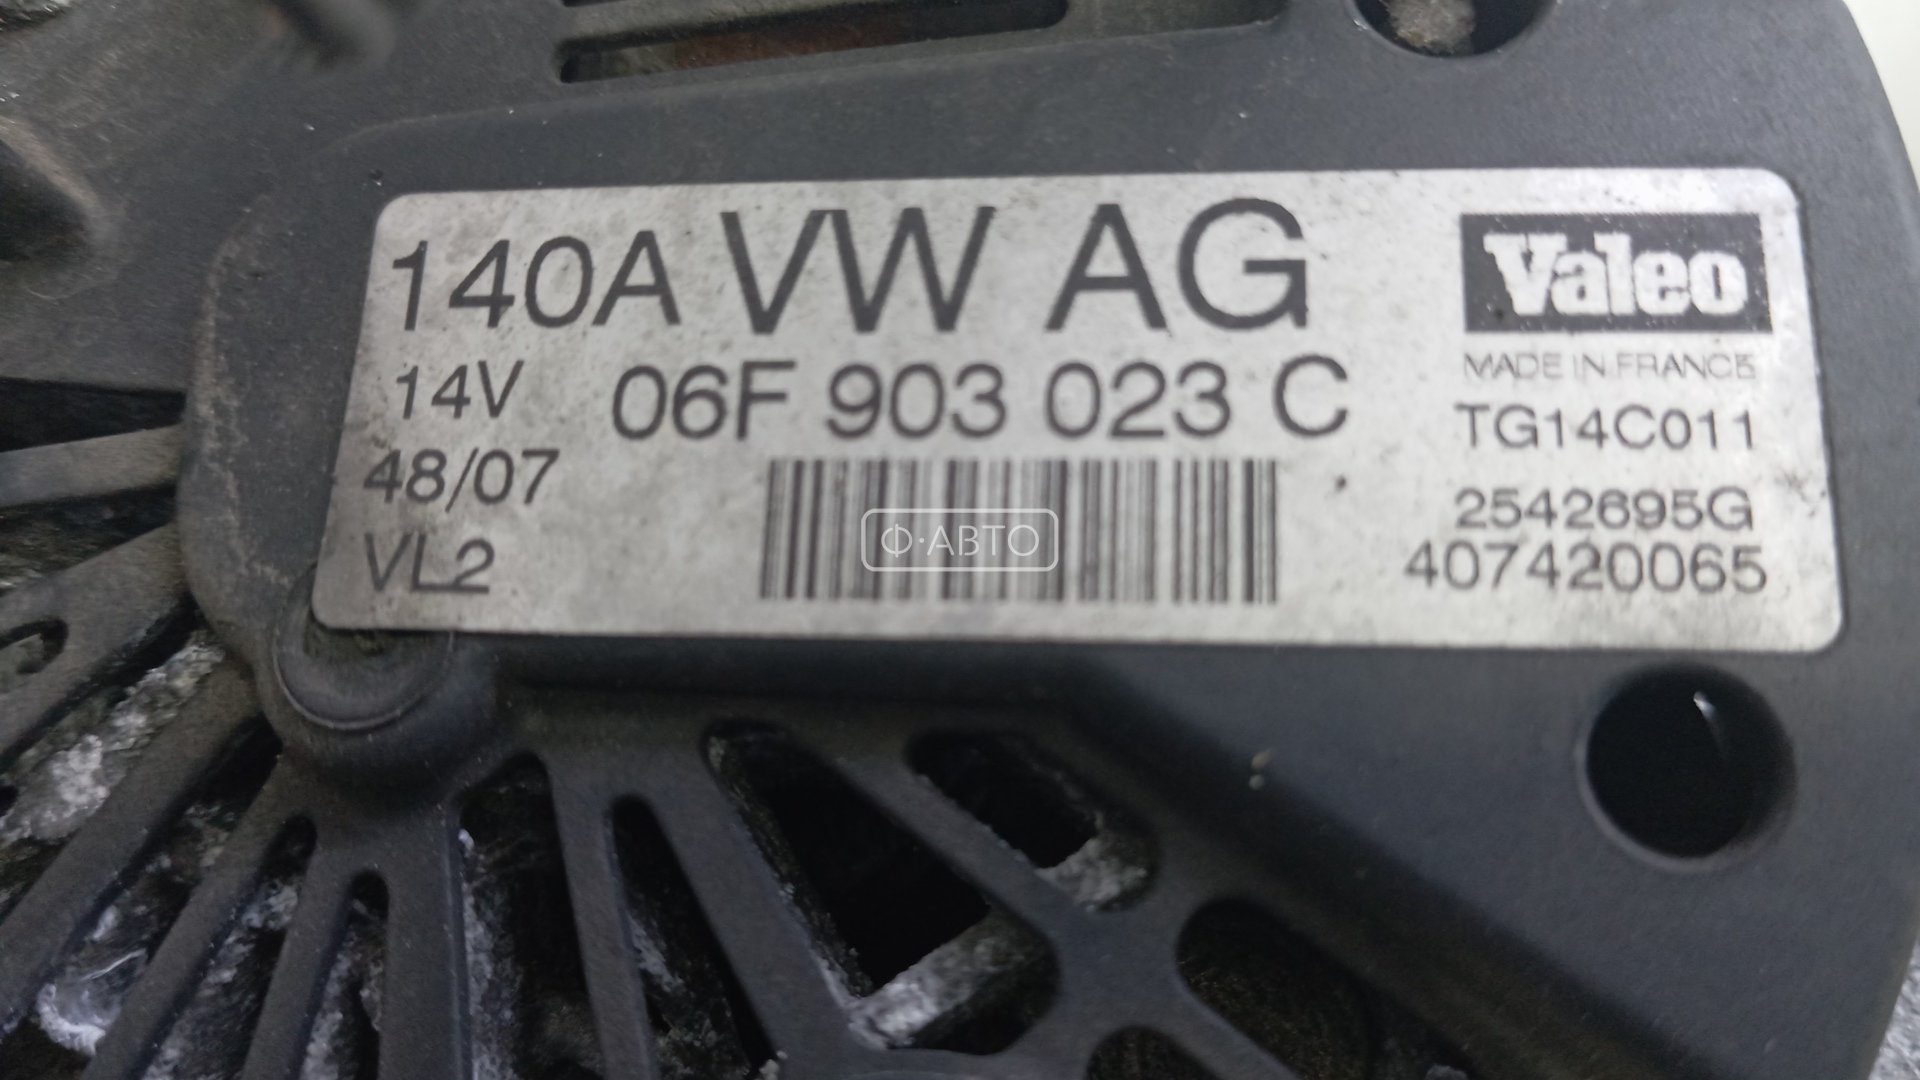 140A VW AG
14V 06F 903 023 C
48/07
VL2
Valeo
MADE IN FRANCE
TG14C011
2542695G
407420065
Ф·АВТО